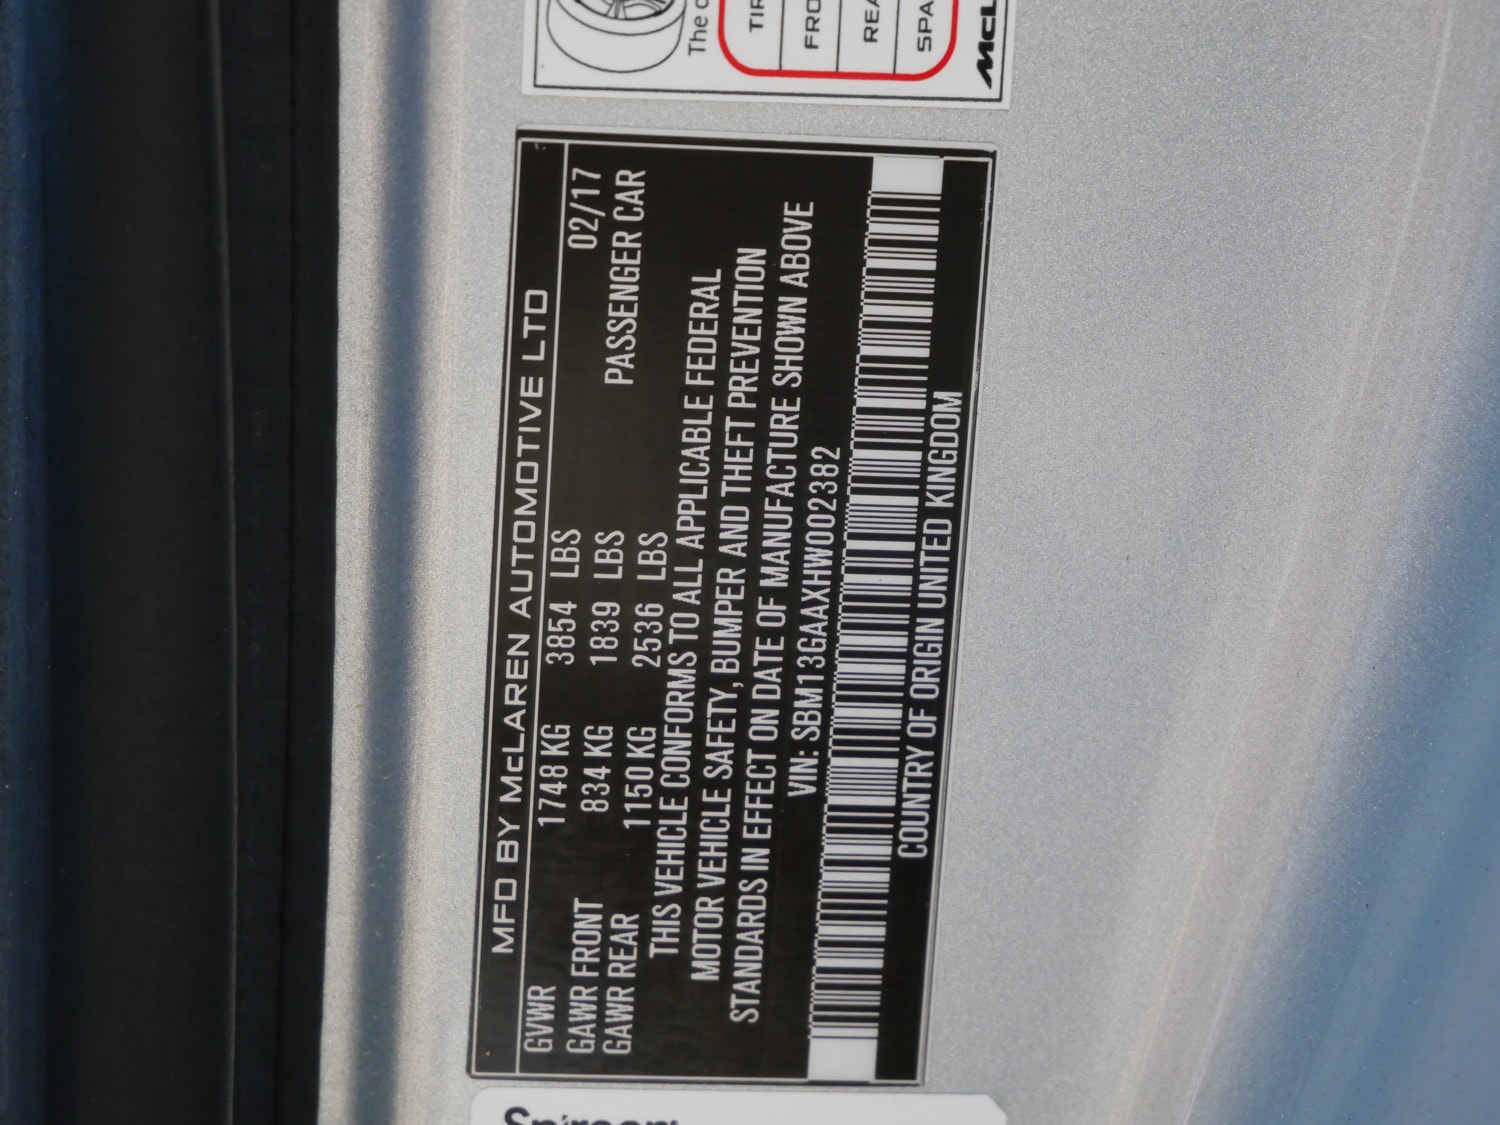 MFD BY McLAREN AUTOMOTIVE LTD
GVWR 1748 KG 3854 LBS 02/17
GAWR FRONT 834 KG 1839 LBS PASSENGER CAR
GAWR REAR 1150 KG 2536 LBS
THIS VEHICLE CONFORMS TO ALL APPLICABLE FEDERAL
MOTOR VEHICLE SAFETY, BUMPER AND THEFT PREVENTION
STANDARDS IN EFFECT ON DATE OF MANUFACTURE SHOWN ABOVE
VIN: SBM13GAAXHW002382
COUNTRY OF ORIGIN UNITED KINGDOM
The